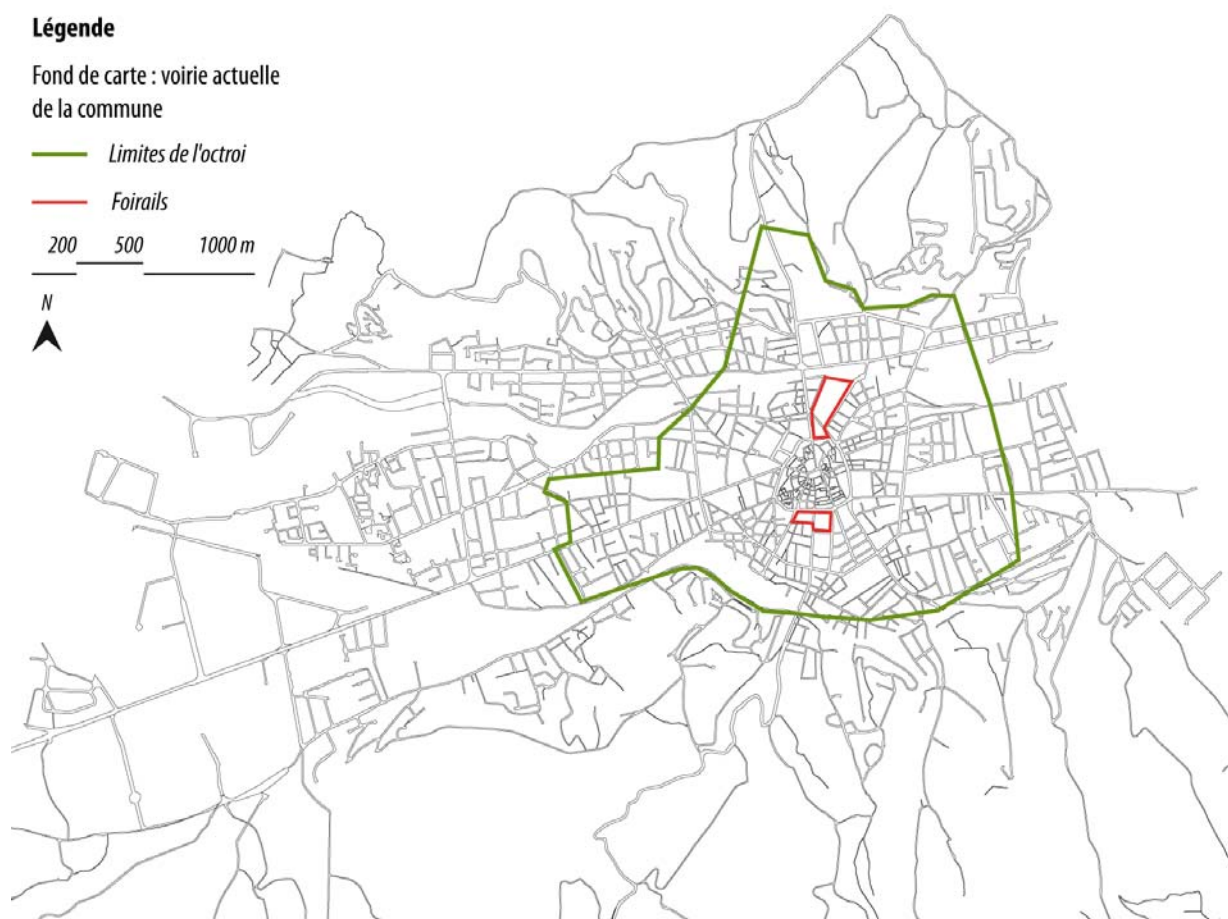 Légende
Fond de carte : voirie actuelle
de la commune
Limites de l'octroi
Foirails
200 500 1000 m
N